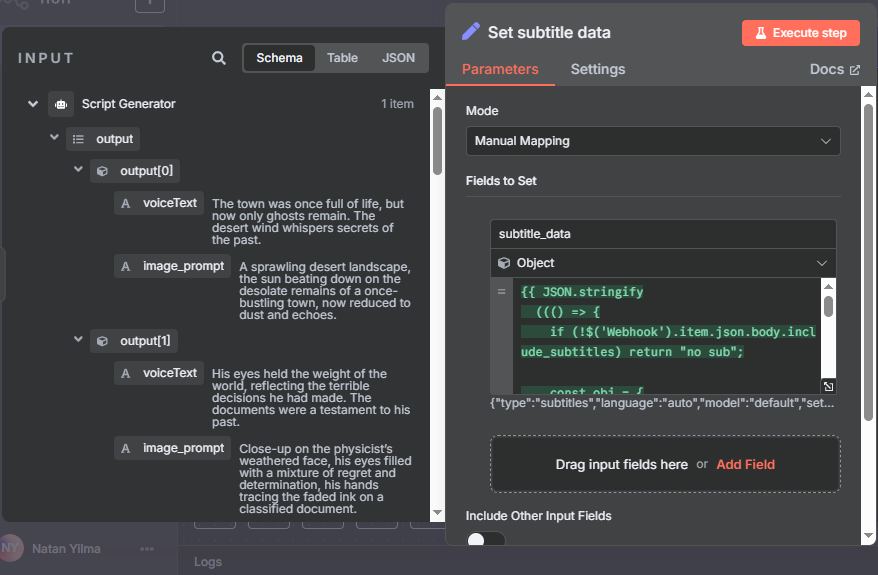 INPUT
Schema
Table
JSON
Script Generator
1 item
output
output[0]
A voiceText
The town was once full of life, but
now only ghosts remain. The
desert wind whispers secrets of
the past.
A image_prompt
A sprawling desert landscape,
the sun beating down on the
desolate remains of a once-
bustling town, now reduced to
dust and echoes.
output[1]
A voiceText
His eyes held the weight of the
world, reflecting the terrible
decisions he had made. The
documents were a testament to his
past.
A image_prompt
Close-up on the physicist's
weathered face, his eyes filled
with a mixture of regret and
determination, his hands
tracing the faded ink on a
classified document.
NY
Natan Yilma
Logs
Set subtitle data
Execute step
Parameters
Settings
Docs
Mode
Manual Mapping
Fields to Set
subtitle_data
Object
= {{ JSON.stringify
((() => {
if (!$('Webhook').item.json.body.incl
ude_subtitles) return "no sub";
const obj = {
{"type":"subtitles","language":"auto","model":"default","set...
Drag input fields here or Add Field
Include Other Input Fields